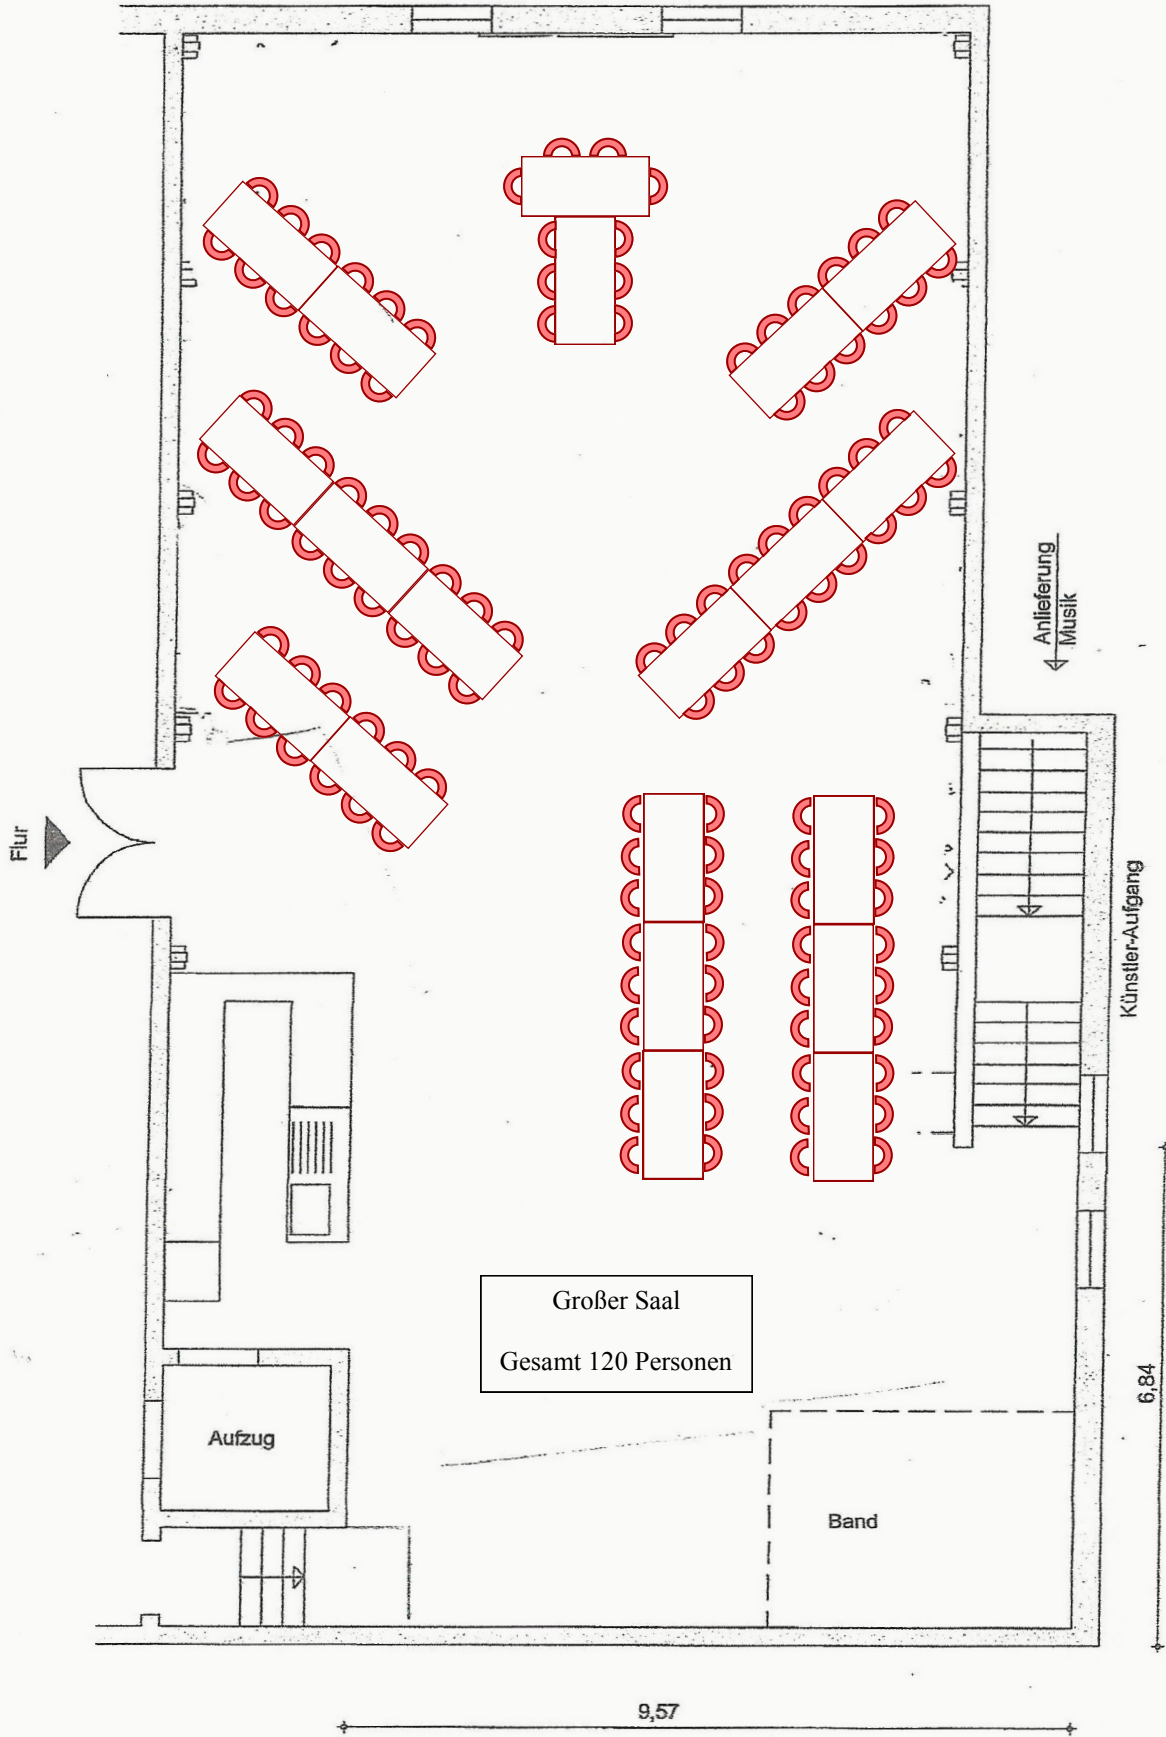 Anlieferung
Musik
Flur
Künstler-Aufgang
Großer Saal
Gesamt 120 Personen
6,84
Aufzug
Band
9,57